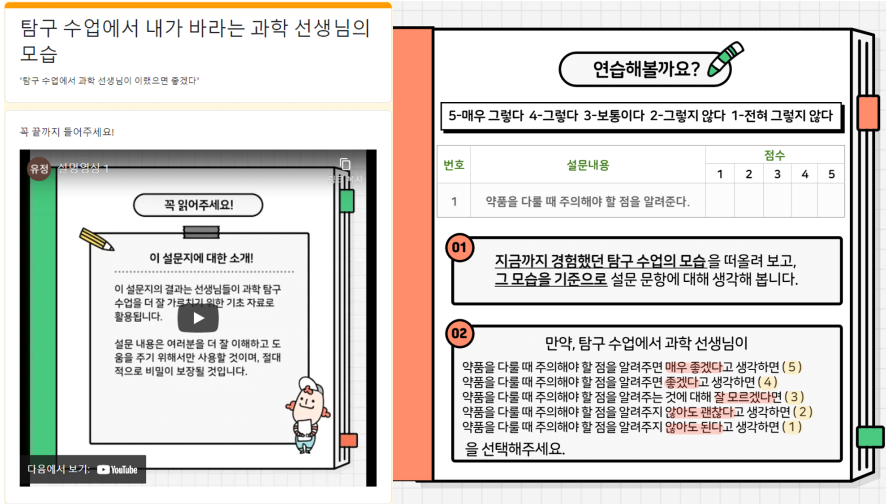 탐구 수업에서 내가 바라는 과학 선생님의
모습
"탐구 수업에서 과학 선생님이 이랬으면 좋겠다"
꼭 끝까지 들어주세요!
유정 설명영상 1
꼭 읽어주세요!
이 설문지에 대한 소개!
이 설문지의 결과는 선생님들이 과학 탐구
수업을 더 잘 가르치기 위한 기초 자료로
활용됩니다.
설문 내용은 여러분을 더 잘 이해하고 도
움을 주기 위해서만 사용할 것이며, 절대
적으로 비밀이 보장될 것입니다.
다음에서 보기: YouTube
연습해볼까요?
5-매우 그렇다 4-그렇다 3-보통이다 2-그렇지 않다 1-전혀 그렇지 않다
번호 설문내용 점수
1 2 3 4 5
1 약품을 다룰 때 주의해야 할 점을 알려준다.
01
지금까지 경험했던 탐구 수업의 모습을 떠올려 보고,
그 모습을 기준으로 설문 문항에 대해 생각해 봅니다.
02
만약, 탐구 수업에서 과학 선생님이
약품을 다룰 때 주의해야 할 점을 알려주면 매우 좋겠다고 생각하면 ( 5 )
약품을 다룰 때 주의해야 할 점을 알려주면 좋겠다고 생각하면 ( 4 )
약품을 다룰 때 주의해야 할 점을 알려주는 것에 대해 잘 모르겠다면 ( 3 )
약품을 다룰 때 주의해야 할 점을 알려주지 않아도 괜찮다고 생각하면 ( 2 )
약품을 다룰 때 주의해야 할 점을 알려주지 않아도 된다고 생각하면 ( 1 )
을 선택해주세요.